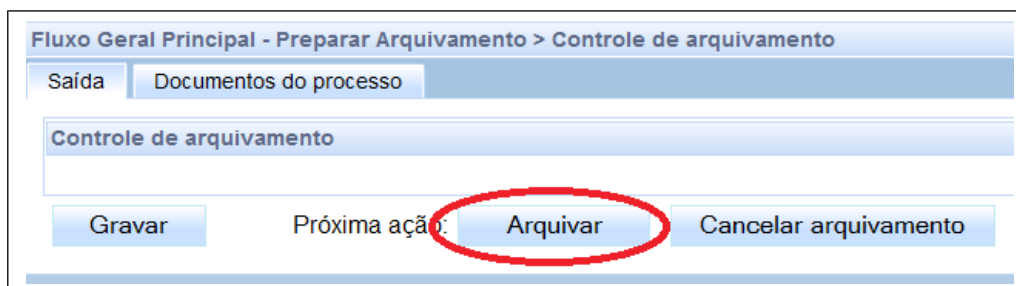 Fluxo Geral Principal - Preparar Arquivamento > Controle de arquivamento
Saída Documentos do processo
Controle de arquivamento
Gravar Próxima ação: Arquivar Cancelar arquivamento